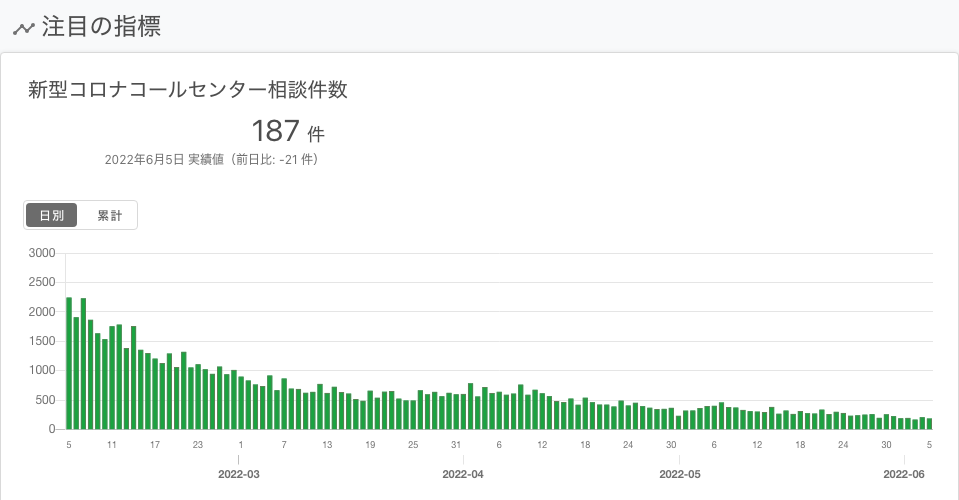 注目の指標
新型コロナコールセンター相談件数
187 件
2022年6月5日 実績値（前日比: -21 件）
日別 累計
3000
2500
2000
1500
1000
500
0
5 11 17 23 1 7 13 19 25 31 6 12 18 24 30 6 12 18 24 30 5
2022-03 2022-04 2022-05 2022-06